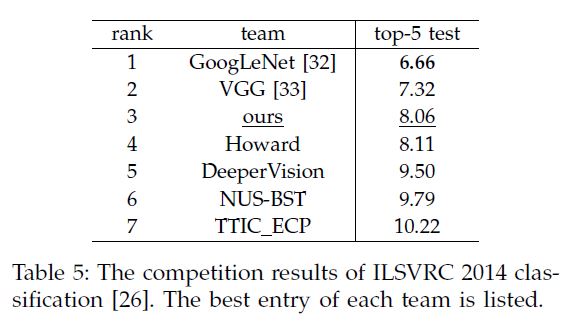 rank team top-5 test
1 GoogLeNet [32] 6.66
2 VGG [33] 7.32
3 ours 8.06
4 Howard 8.11
5 DeeperVision 9.50
6 NUS-BST 9.79
7 TTIC_ECP 10.22
Table 5: The competition results of ILSVRC 2014 clas-
sification [26]. The best entry of each team is listed.